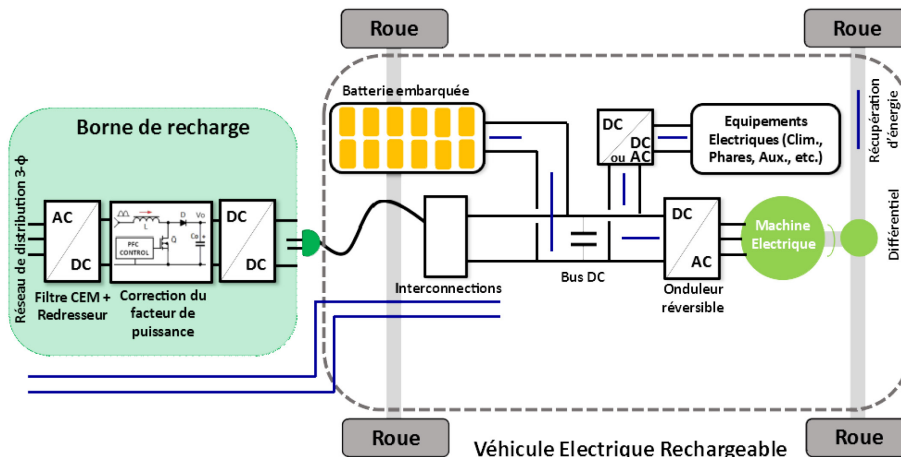 Roue
Roue
Batterie embarquée
Borne de recharge
Réseau de distribution 3-ϕ
AC
DC
L
D
Vo
Q
Co
+
PFC
CONTROL
DC
DC
Filtre CEM +
Redresseur
Correction du
facteur de
puissance
Interconnections
Bus DC
DC
DC
ou AC
Equipements
Electriques (Clim.,
Phares, Aux., etc.)
DC
AC
Onduleur
réversible
Machine
Electrique
Récupération
d'énergie
Différentiel
Roue
Roue
Véhicule Electrique Rechargeable